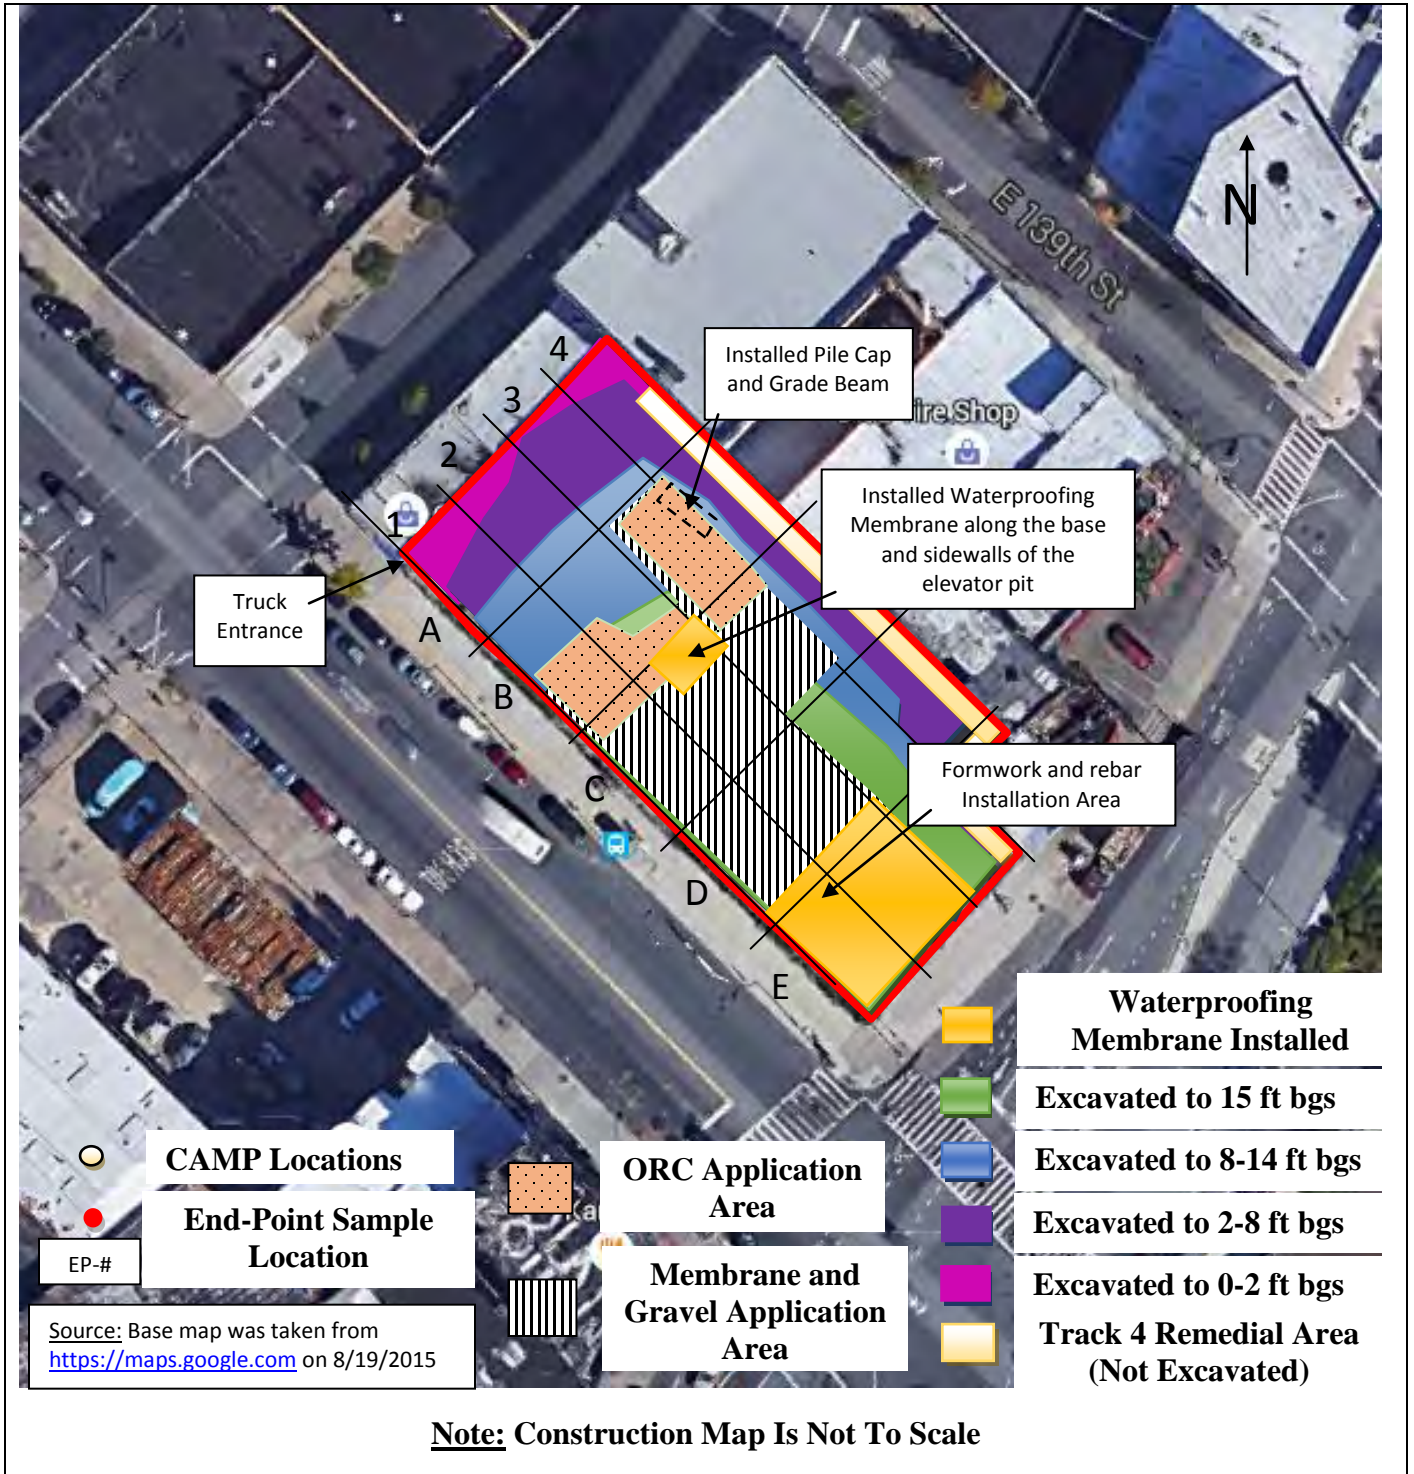 E 139th St
N
4
Installed Pile Cap
and Grade Beam
3
ire Shop
2
Installed Waterproofing
Membrane along the base
and sidewalls of the
elevator pit
1
Truck
Entrance
A
B
Formwork and rebar
Installation Area
C
D
E
Waterproofing
Membrane Installed
Excavated to 15 ft bgs
Excavated to 8-14 ft bgs
Excavated to 2-8 ft bgs
Excavated to 0-2 ft bgs
Track 4 Remedial Area
(Not Excavated)
CAMP Locations
End-Point Sample
Location
EP-#
ORC Application
Area
Ka
Membrane and
Gravel Application
Area
Source: Base map was taken from
https://maps.google.com on 8/19/2015
Note: Construction Map Is Not To Scale